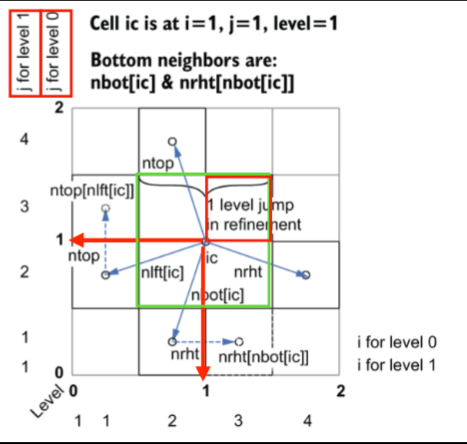 j for level 1
j for level 0
Cell ic is at i=1, j=1, level=1
Bottom neighbors are:
nbot[ic] & nrht[nbot[ic]]
2
4
ntop
ntop[nlft[ic]]
3
1 level jump
in refinement
1
ntop
ic
2
nlft[ic]
nrht
nbot[ic]
1
nrht
nrht[nbot[ic]]
i for level 0
1
0
i for level 1
Level
0
1
2
1
1
2
3
4